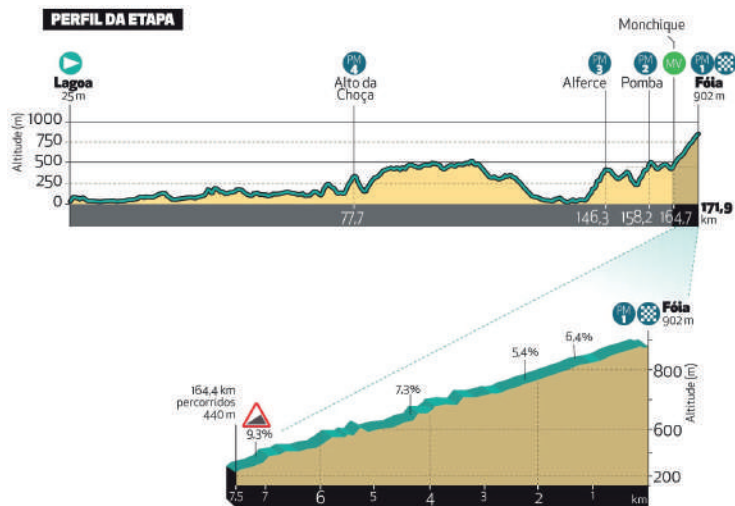 PERFIL DA ETAPA
Monchique
PM 4
PM 3
PM 2
MV
PM 1
Lagoa
25 m
Alto da
Choça
Alferce
Pomba
Fóia
902 m
Altitude (m)
1000
750
500
250
0
77,7
146,3
158,2
164,7
171,9
km
PM 1
Fóia
902 m
164,4 km
percorridos
440 m
9.3%
7.3%
5.4%
6.4%
800
600
200
Altitude (m)
7.5 7 6 5 4 3 2 1 km